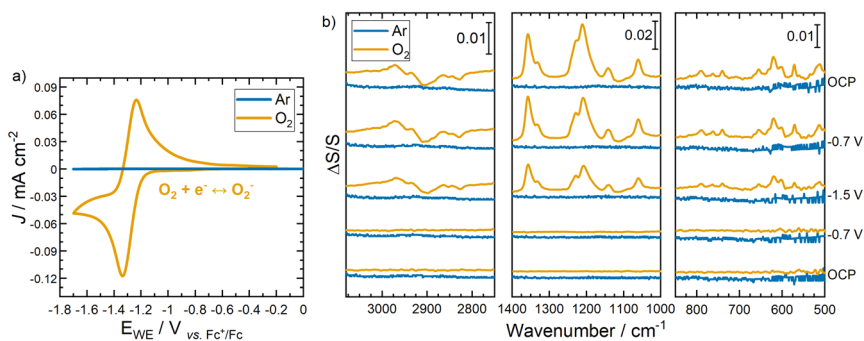 a)
Ar
O₂
O₂ + e⁻ ↔ O₂⁻
J / mA cm⁻²
0.09
0.06
0.03
0
-0.03
-0.06
-0.09
-0.12
-1.8 -1.6 -1.4 -1.2 -1 -0.8 -0.6 -0.4 -0.2 0
E_WE / V vs. Fc⁺/Fc
b)
Ar
O₂
0.01
0.02
0.01
ΔS/S
OCP
-0.7 V
-1.5 V
-0.7 V
OCP
3000 2900 2800
1400 1300 1200 1100 1000
800 700 600 500
Wavenumber / cm⁻¹